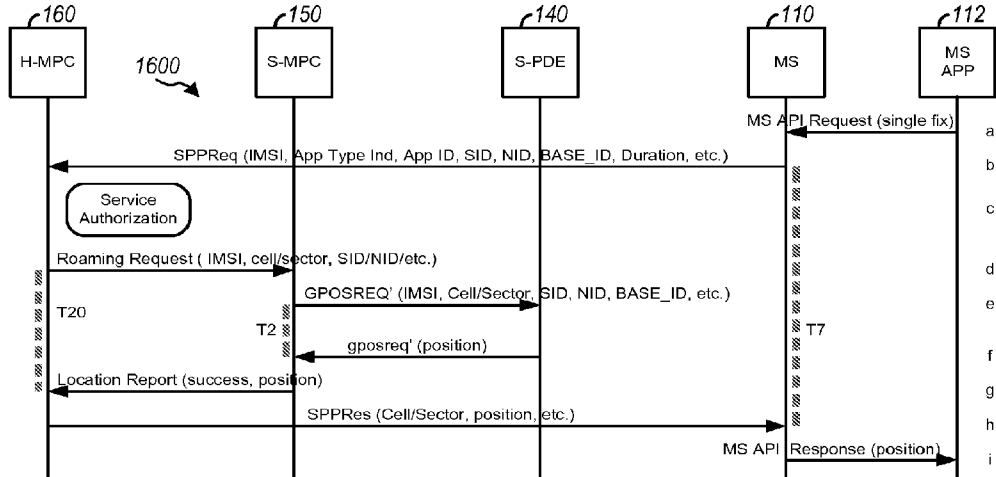 160
150
140
110
112
H-MPC
S-MPC
S-PDE
MS
MS
APP
1600
MS API Request (single fix)
a
SPPReq (IMSI, App Type Ind, App ID, SID, NID, BASE_ID, Duration, etc.)
b
Service
Authorization
c
Roaming Request ( IMSI, cell/sector, SID/NID/etc.)
d
GPOSREQ' (IMSI, Cell/Sector, SID, NID, BASE_ID, etc.)
e
T20
T2
T7
gposreq' (position)
f
Location Report (success, position)
g
SPPRes (Cell/Sector, position, etc.)
h
MS API Response (position)
i